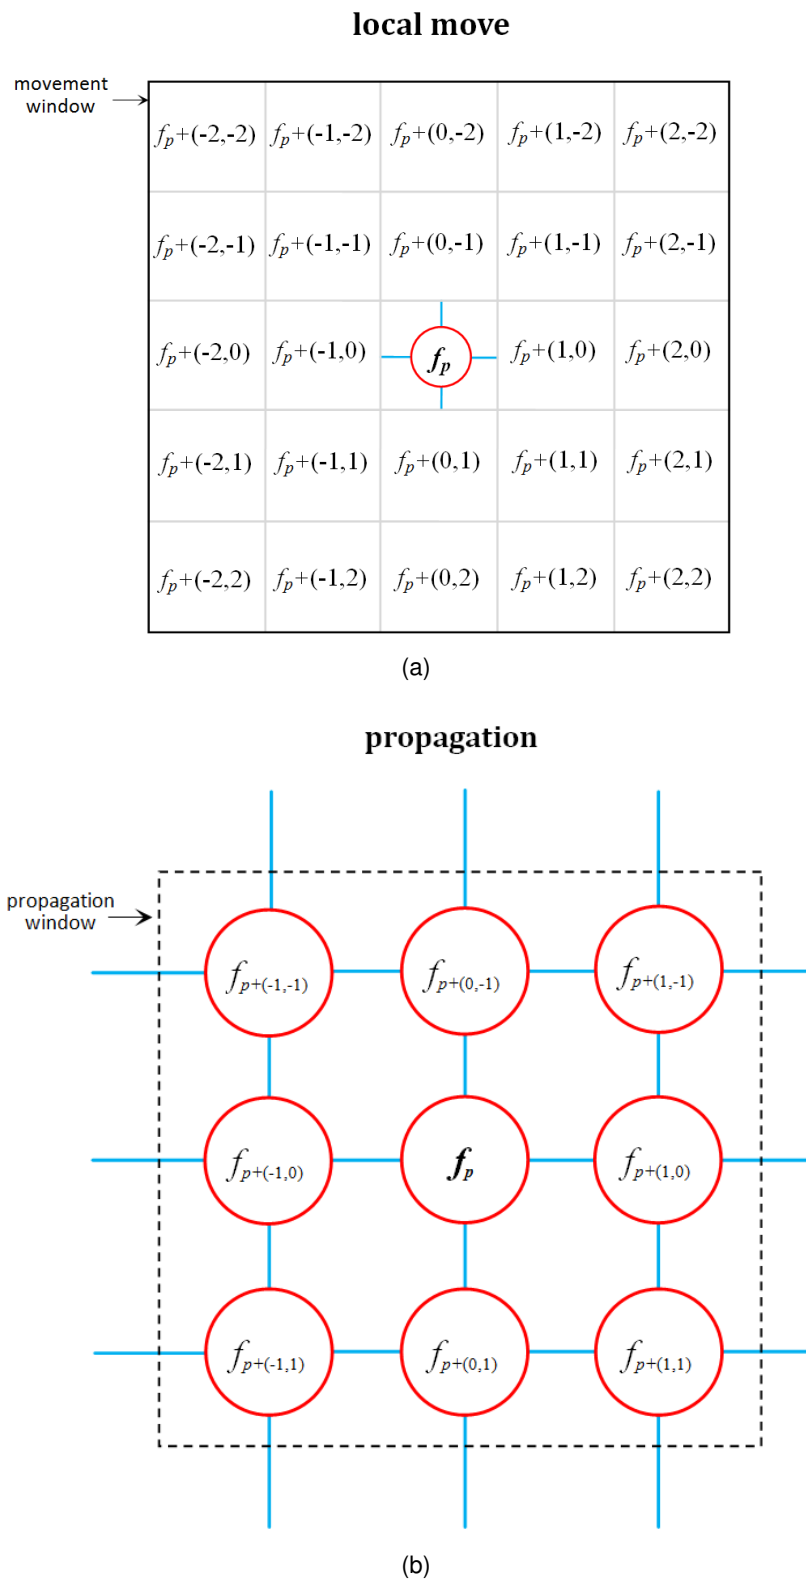 local move
movement
window
fp+(-2,-2) fp+(-1,-2) fp+(0,-2) fp+(1,-2) fp+(2,-2)
fp+(-2,-1) fp+(-1,-1) fp+(0,-1) fp+(1,-1) fp+(2,-1)
fp+(-2,0) fp+(-1,0) fp fp+(1,0) fp+(2,0)
fp+(-2,1) fp+(-1,1) fp+(0,1) fp+(1,1) fp+(2,1)
fp+(-2,2) fp+(-1,2) fp+(0,2) fp+(1,2) fp+(2,2)
(a)
propagation
propagation
window
fp+(-1,-1) fp+(0,-1) fp+(1,-1)
fp+(-1,0) fp fp+(1,0)
fp+(-1,1) fp+(0,1) fp+(1,1)
(b)